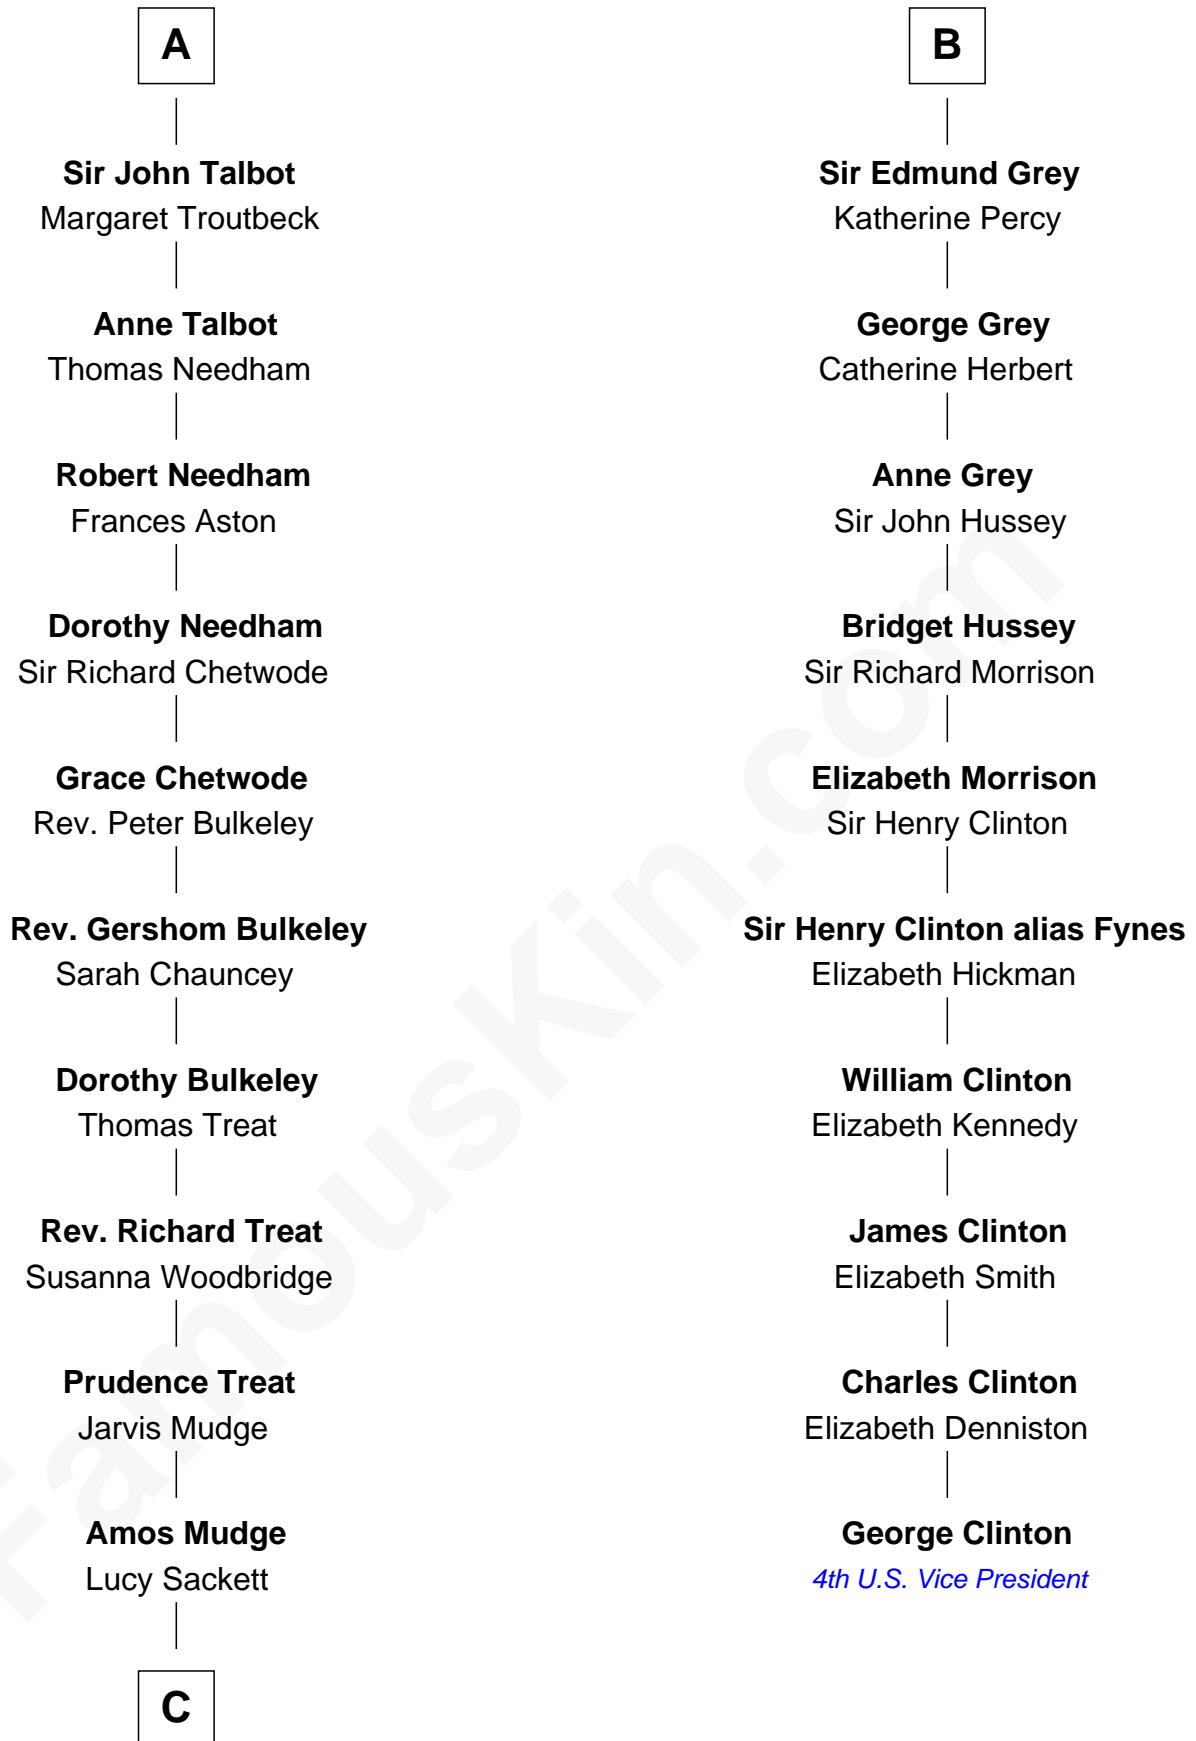 A
Sir John Talbot
Margaret Troutbeck
Anne Talbot
Thomas Needham
Robert Needham
Frances Aston
Dorothy Needham
Sir Richard Chetwode
Grace Chetwode
Rev. Peter Bulkeley
Rev. Gershom Bulkeley
Sarah Chauncey
Dorothy Bulkeley
Thomas Treat
Rev. Richard Treat
Susanna Woodbridge
Prudence Treat
Jarvis Mudge
Amos Mudge
Lucy Sackett
C
B
Sir Edmund Grey
Katherine Percy
George Grey
Catherine Herbert
Anne Grey
Sir John Hussey
Bridget Hussey
Sir Richard Morrison
Elizabeth Morrison
Sir Henry Clinton
Sir Henry Clinton alias Fynes
Elizabeth Hickman
William Clinton
Elizabeth Kennedy
James Clinton
Elizabeth Smith
Charles Clinton
Elizabeth Denniston
George Clinton
4th U.S. Vice President
FamousKin.com